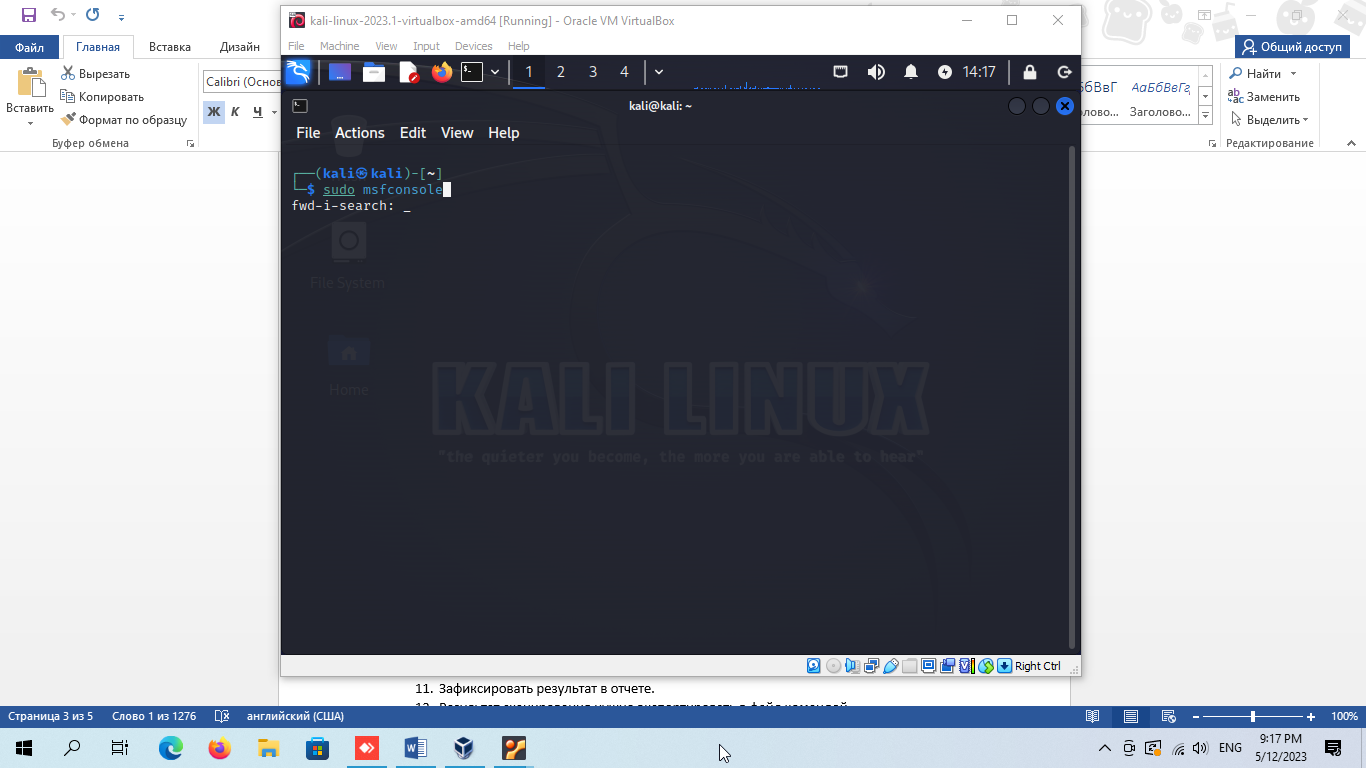 kali-linux-2023.1-virtualbox-amd64 [Running] - Oracle VM VirtualBox
File Machine View Input Devices Help
Файл Главная Вставка Дизайн
Общий доступ
Вставить
Вырезать
Копировать
Формат по образцу
Буфер обмена
Calibri (Основ
Ж К Ч
АаБбВвГг
Заголово...
Найти
Заменить
Выделить
Редактирование
1 2 3 4
14:17
kali@kali: ~
File Actions Edit View Help
┌──(kali㉿kali)-[~]
└─$ sudo msfconsole
fwd-i-search: _
File System
Home
KALI LINUX
"the quieter you become, the more you are able to hear"
Right Ctrl
11. Зафиксировать результат в отчете.
Страница 3 из 5 Слово 1 из 1276 английский (США)
100%
ENG
9:17 PM
5/12/2023